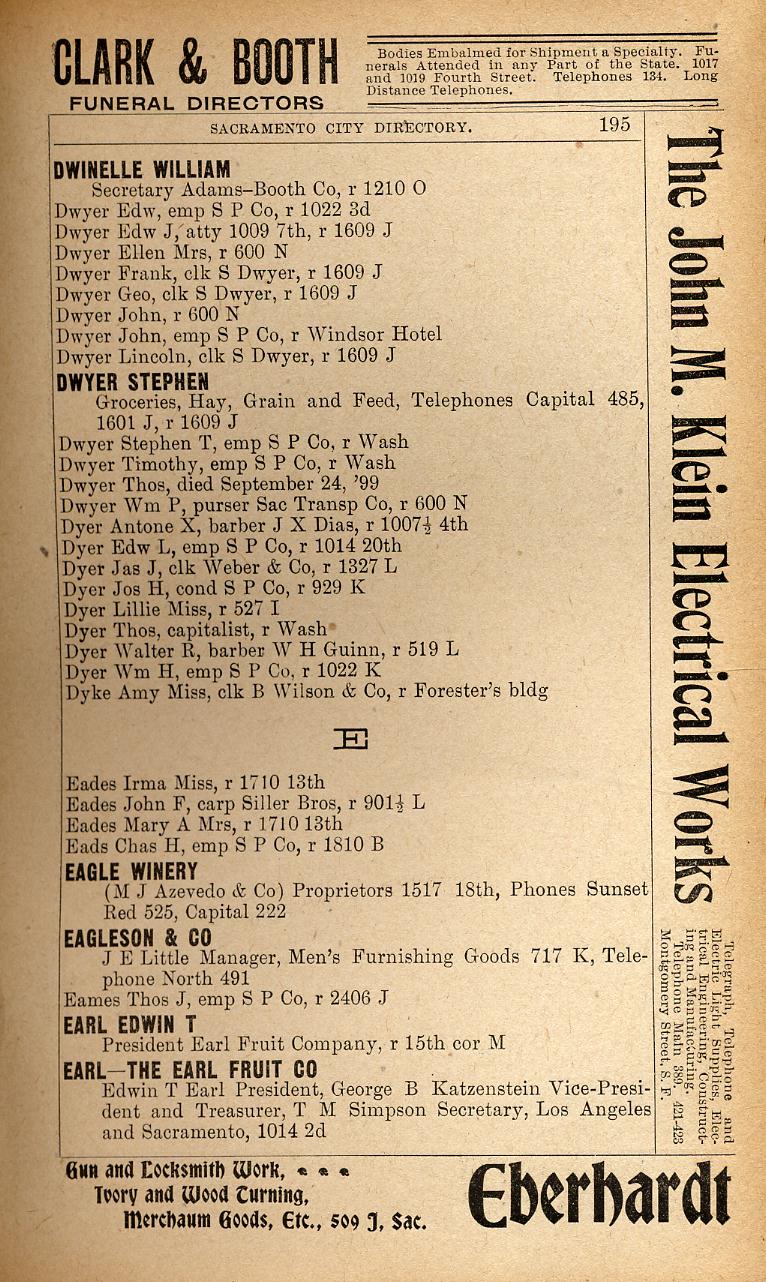 CLARK & BOOTH
FUNERAL DIRECTORS
Bodies Embalmed for Shipment a Specialty. Fu-
nerals Attended in any Part of the State. 1017
and 1019 Fourth Street. Telephones 134. Long
Distance Telephones.
SACRAMENTO CITY DIRECTORY. 195
DWINELLE WILLIAM
Secretary Adams-Booth Co, r 1210 O
Dwyer Edw, emp S P Co, r 1022 3d
Dwyer Edw J, atty 1009 7th, r 1609 J
Dwyer Ellen Mrs, r 600 N
Dwyer Frank, clk S Dwyer, r 1609 J
Dwyer Geo, clk S Dwyer, r 1609 J
Dwyer John, r 600 N
Dwyer John, emp S P Co, r Windsor Hotel
Dwyer Lincoln, clk S Dwyer, r 1609 J
DWYER STEPHEN
Groceries, Hay, Grain and Feed, Telephones Capital 485,
1601 J, r 1609 J
Dwyer Stephen T, emp S P Co, r Wash
Dwyer Timothy, emp S P Co, r Wash
Dwyer Thos, died September 24, '99
Dwyer Wm P, purser Sac Transp Co, r 600 N
Dyer Antone X, barber J X Dias, r 1007½ 4th
Dyer Edw L, emp S P Co, r 1014 20th
Dyer Jas J, clk Weber & Co, r 1327 L
Dyer Jos H, cond S P Co, r 929 K
Dyer Lillie Miss, r 527 I
Dyer Thos, capitalist, r Wash
Dyer Walter R, barber W H Guinn, r 519 L
Dyer Wm H, emp S P Co, r 1022 K
Dyke Amy Miss, clk B Wilson & Co, r Forester's bldg
E
Eades Irma Miss, r 1710 13th
Eades John F, carp Siller Bros, r 901½ L
Eades Mary A Mrs, r 1710 13th
Eads Chas H, emp S P Co, r 1810 B
EAGLE WINERY
(M J Azevedo & Co) Proprietors 1517 18th, Phones Sunset
Red 525, Capital 222
EAGLESON & CO
J E Little Manager, Men's Furnishing Goods 717 K, Tele-
phone North 491
Eames Thos J, emp S P Co, r 2406 J
EARL EDWIN T
President Earl Fruit Company, r 15th cor M
EARL—THE EARL FRUIT CO
Edwin T Earl President, George B Katzenstein Vice-Presi-
dent and Treasurer, T M Simpson Secretary, Los Angeles
and Sacramento, 1014 2d
The John M. Klein Electrical Works
Telegraph, Telephone and
Electric Light Supplies, Elec-
trical Engineering, Construct-
ing and Manufacturing.
Telephone Main 389. 421-423
Montgomery Street, S. F.
Gun and Locksmith Work,
Ivory and Wood Turning,
Merchaum Goods, Etc., 509 J, Sac.
Eberhardt